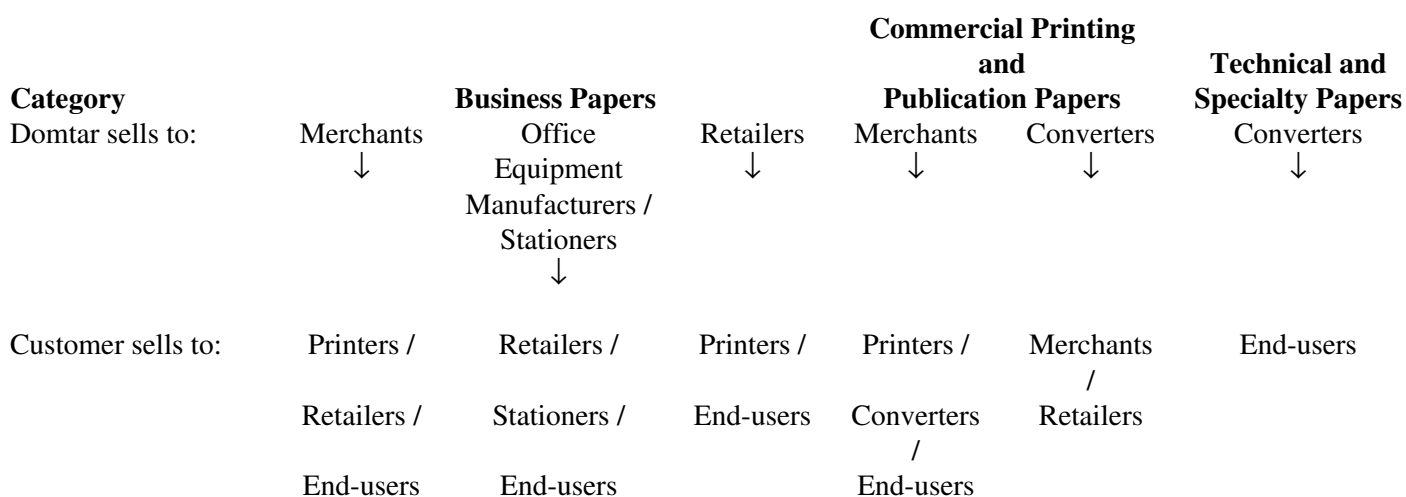 Commercial Printing
and Technical and
Category Business Papers Publication Papers Specialty Papers
Domtar sells to: Merchants Office Retailers Merchants Converters Converters
↓ Equipment ↓ ↓ ↓ ↓
Manufacturers /
Stationers
↓
Customer sells to: Printers / Retailers / Printers / Printers / Merchants End-users
/
Retailers / Stationers / End-users Converters Retailers
/
End-users End-users End-users